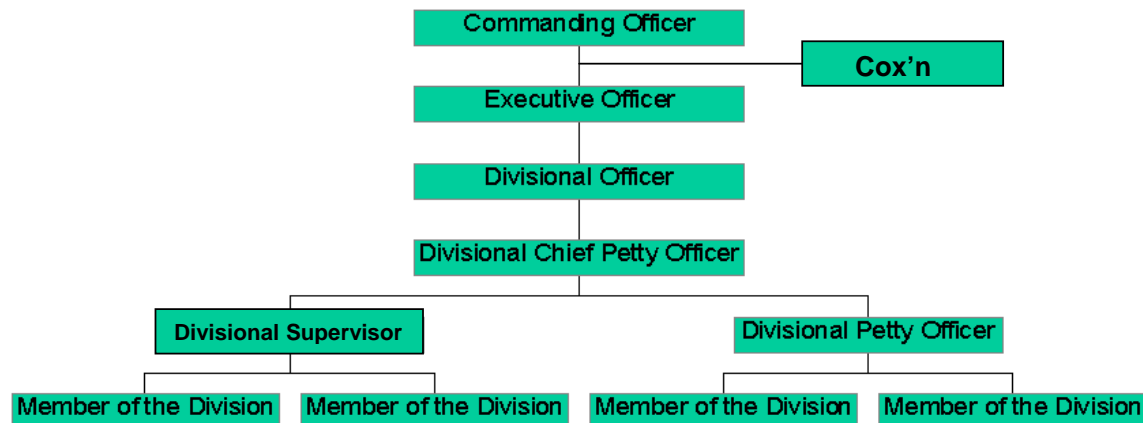 Commanding Officer
Cox’n
Executive Officer
Divisional Officer
Divisional Chief Petty Officer
Divisional Supervisor
Divisional Petty Officer
Member of the Division
Member of the Division
Member of the Division
Member of the Division